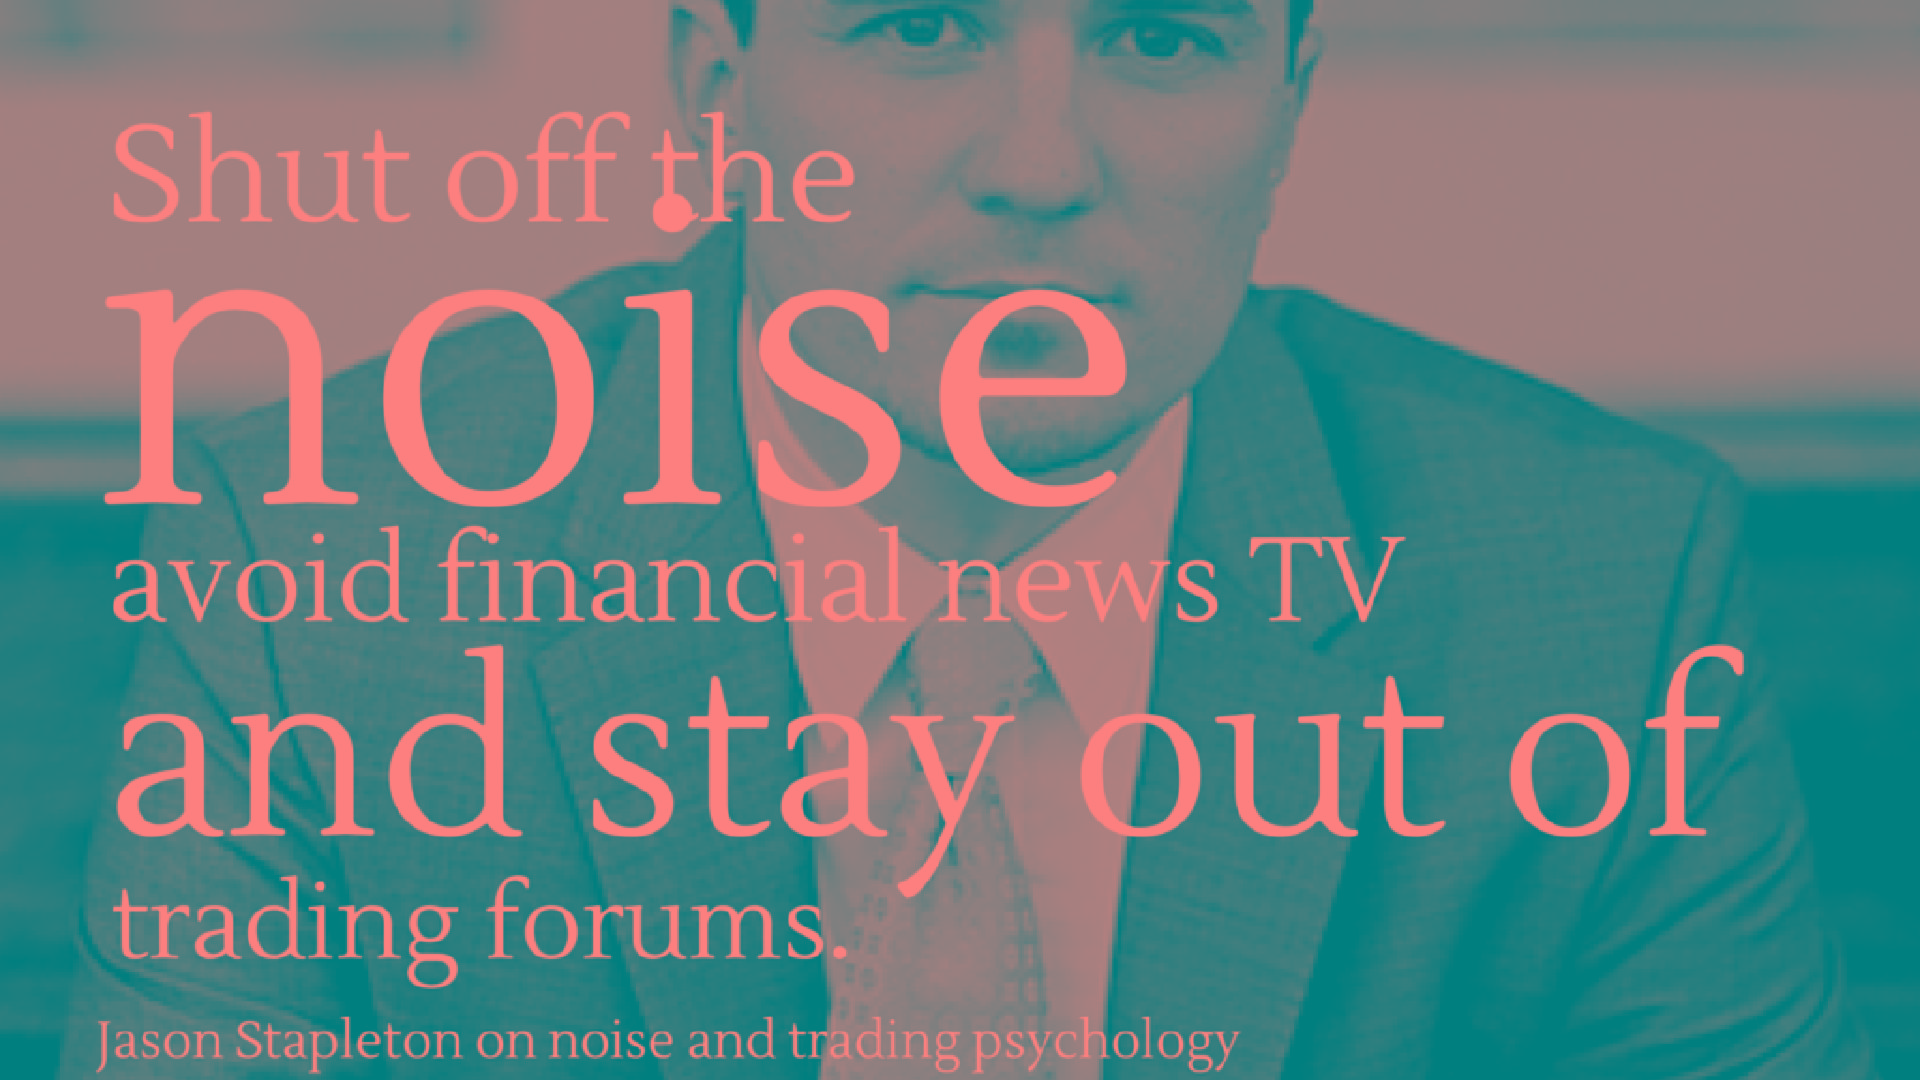 Shut off the
noise
avoid financial news TV
and stay out of
trading forums.
Jason Stapleton on noise and trading psychology